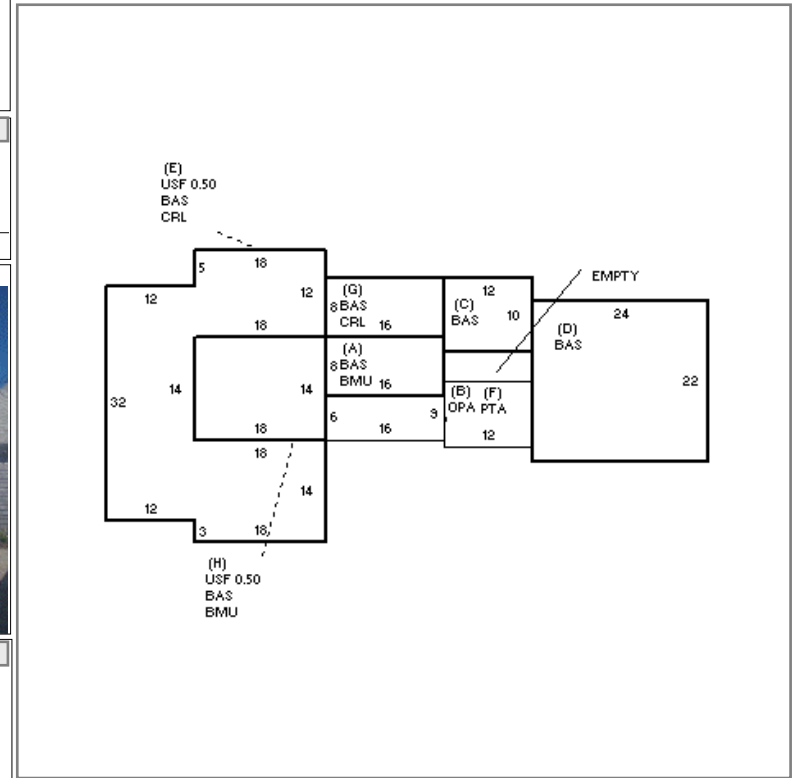 (E)
USF 0.50
BAS
CRL
5
18
12
12
18
(G)
8 BAS
CRL 16
12
(C)
BAS
10
EMPTY
24
(D)
BAS
22
(A)
8 BAS
BMU 16
14
14
32
18
18
6
16
9
(B) (F)
OPA PTA
12
14
12
3
18
(H)
USF 0.50
BAS
BMU